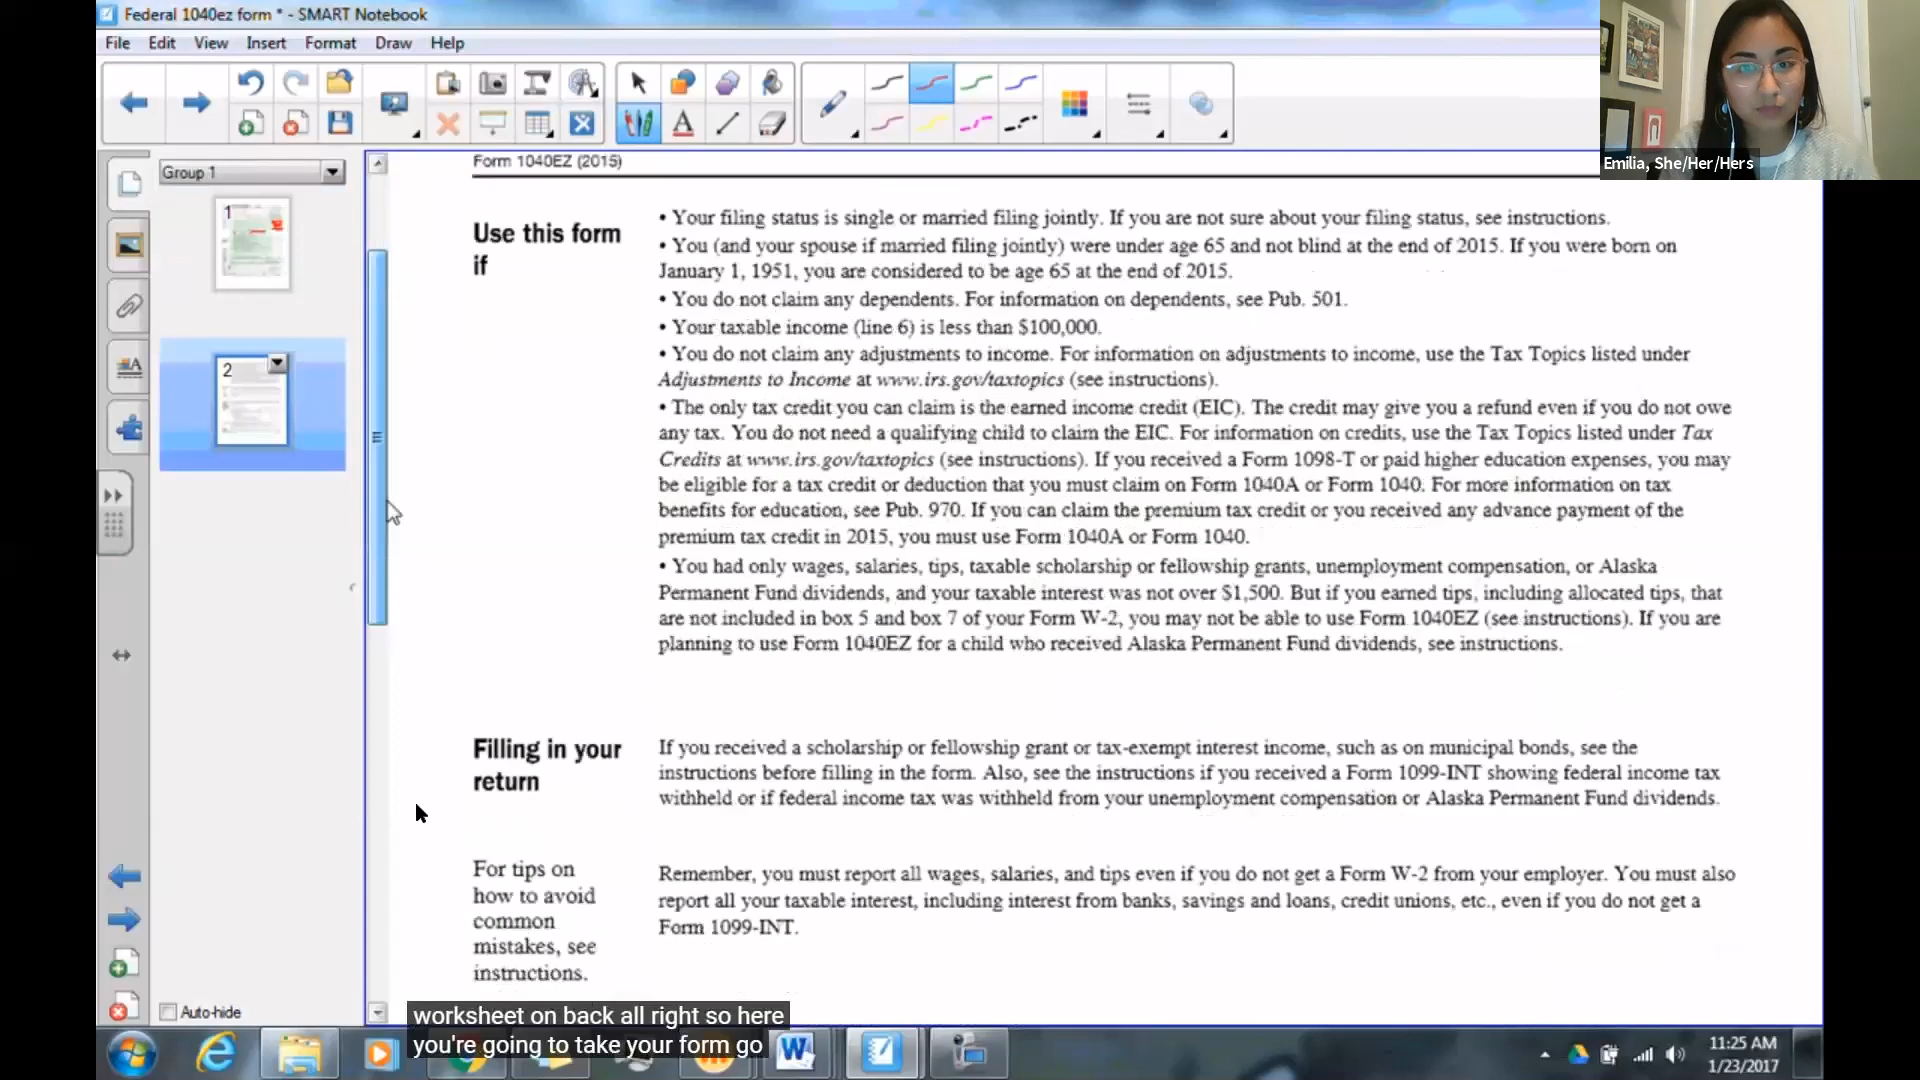 Federal 1040ez form * - SMART Notebook
File Edit View Insert Format Draw Help
Emilia, She/Her/Hers
Group 1
1
2
Auto-hide
Form 1040EZ (2015)
Use this form
if
• Your filing status is single or married filing jointly. If you are not sure about your filing status, see instructions.
• You (and your spouse if married filing jointly) were under age 65 and not blind at the end of 2015. If you were born on
January 1, 1951, you are considered to be age 65 at the end of 2015.
• You do not claim any dependents. For information on dependents, see Pub. 501.
• Your taxable income (line 6) is less than $100,000.
• You do not claim any adjustments to income. For information on adjustments to income, use the Tax Topics listed under
Adjustments to Income at www.irs.gov/taxtopics (see instructions).
• The only tax credit you can claim is the earned income credit (EIC). The credit may give you a refund even if you do not owe
any tax. You do not need a qualifying child to claim the EIC. For information on credits, use the Tax Topics listed under Tax
Credits at www.irs.gov/taxtopics (see instructions). If you received a Form 1098-T or paid higher education expenses, you may
be eligible for a tax credit or deduction that you must claim on Form 1040A or Form 1040. For more information on tax
benefits for education, see Pub. 970. If you can claim the premium tax credit or you received any advance payment of the
premium tax credit in 2015, you must use Form 1040A or Form 1040.
• You had only wages, salaries, tips, taxable scholarship or fellowship grants, unemployment compensation, or Alaska
Permanent Fund dividends, and your taxable interest was not over $1,500. But if you earned tips, including allocated tips, that
are not included in box 5 and box 7 of your Form W-2, you may not be able to use Form 1040EZ (see instructions). If you are
planning to use Form 1040EZ for a child who received Alaska Permanent Fund dividends, see instructions.
Filling in your
return
If you received a scholarship or fellowship grant or tax-exempt interest income, such as on municipal bonds, see the
instructions before filling in the form. Also, see the instructions if you received a Form 1099-INT showing federal income tax
withheld or if federal income tax was withheld from your unemployment compensation or Alaska Permanent Fund dividends.
For tips on
how to avoid
common
mistakes, see
instructions.
Remember, you must report all wages, salaries, and tips even if you do not get a Form W-2 from your employer. You must also
report all your taxable interest, including interest from banks, savings and loans, credit unions, etc., even if you do not get a
Form 1099-INT.
worksheet on back all right so here
you're going to take your form go
11:25 AM
1/23/2017